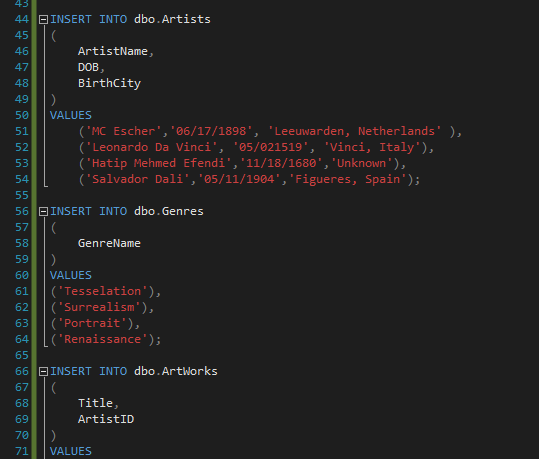 43
44 INSERT INTO dbo.Artists
45 (
46 ArtistName,
47 DOB,
48 BirthCity
49 )
50 VALUES
51 ('MC Escher','06/17/1898', 'Leeuwarden, Netherlands' ),
52 ('Leonardo Da Vinci', '05/021519', 'Vinci, Italy'),
53 ('Hatip Mehmed Efendi','11/18/1680','Unknown'),
54 ('Salvador Dali','05/11/1904','Figueres, Spain');
55
56 INSERT INTO dbo.Genres
57 (
58 GenreName
59 )
60 VALUES
61 ('Tesselation'),
62 ('Surrealism'),
63 ('Portrait'),
64 ('Renaissance');
65
66 INSERT INTO dbo.ArtWorks
67 (
68 Title,
69 ArtistID
70 )
71 VALUES